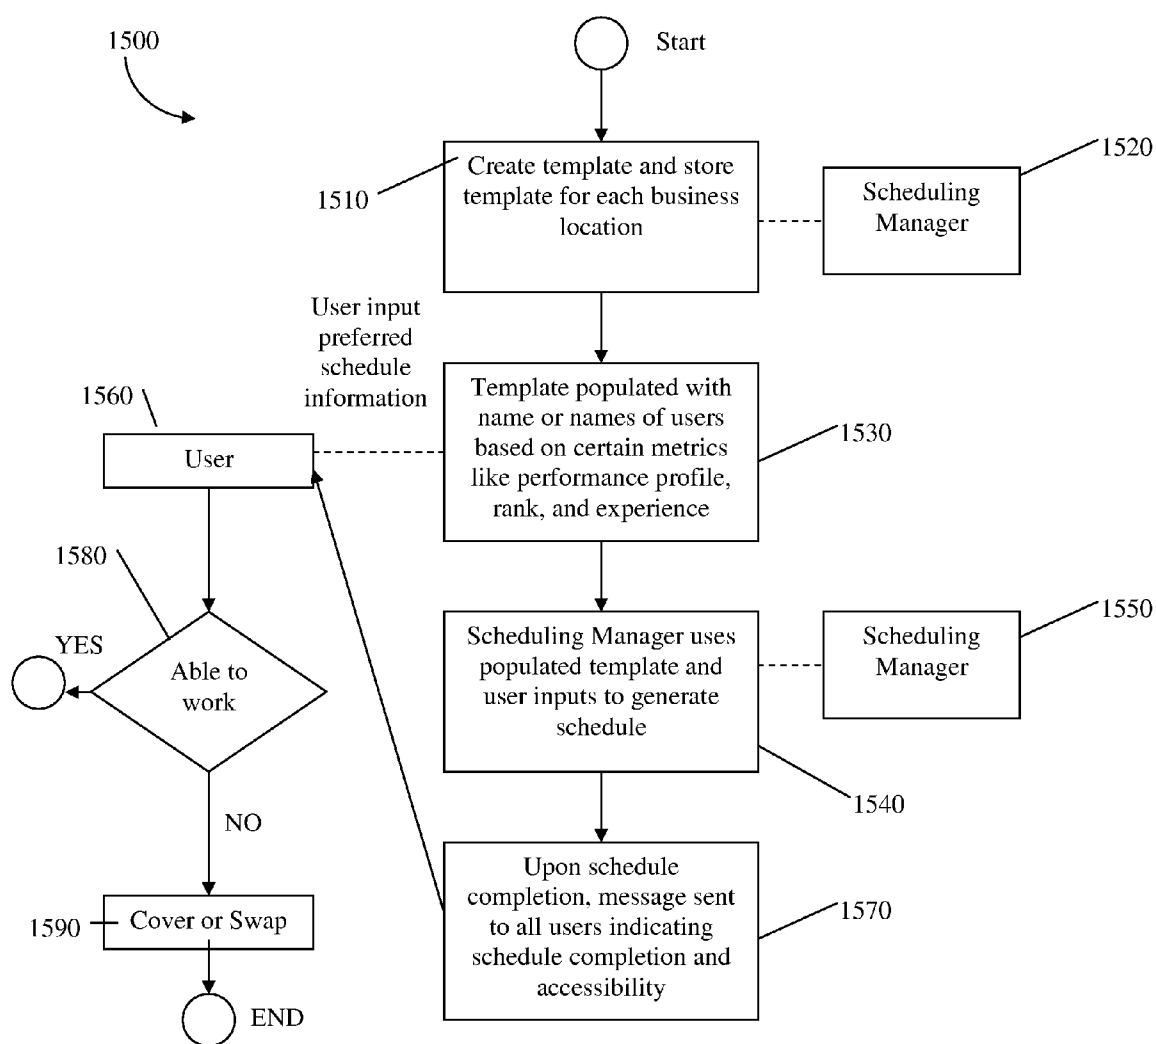 1500
Start
Create template and store
template for each business
location
1510
1520
Scheduling
Manager
User input
preferred
schedule
information
Template populated with
name or names of users
based on certain metrics
like performance profile,
rank, and experience
1530
1560
User
1580
YES
Able to
work
Scheduling Manager uses
populated template and
user inputs to generate
schedule
1550
Scheduling
Manager
1540
NO
Upon schedule
completion, message sent
to all users indicating
schedule completion and
accessibility
1570
1590
Cover or Swap
END